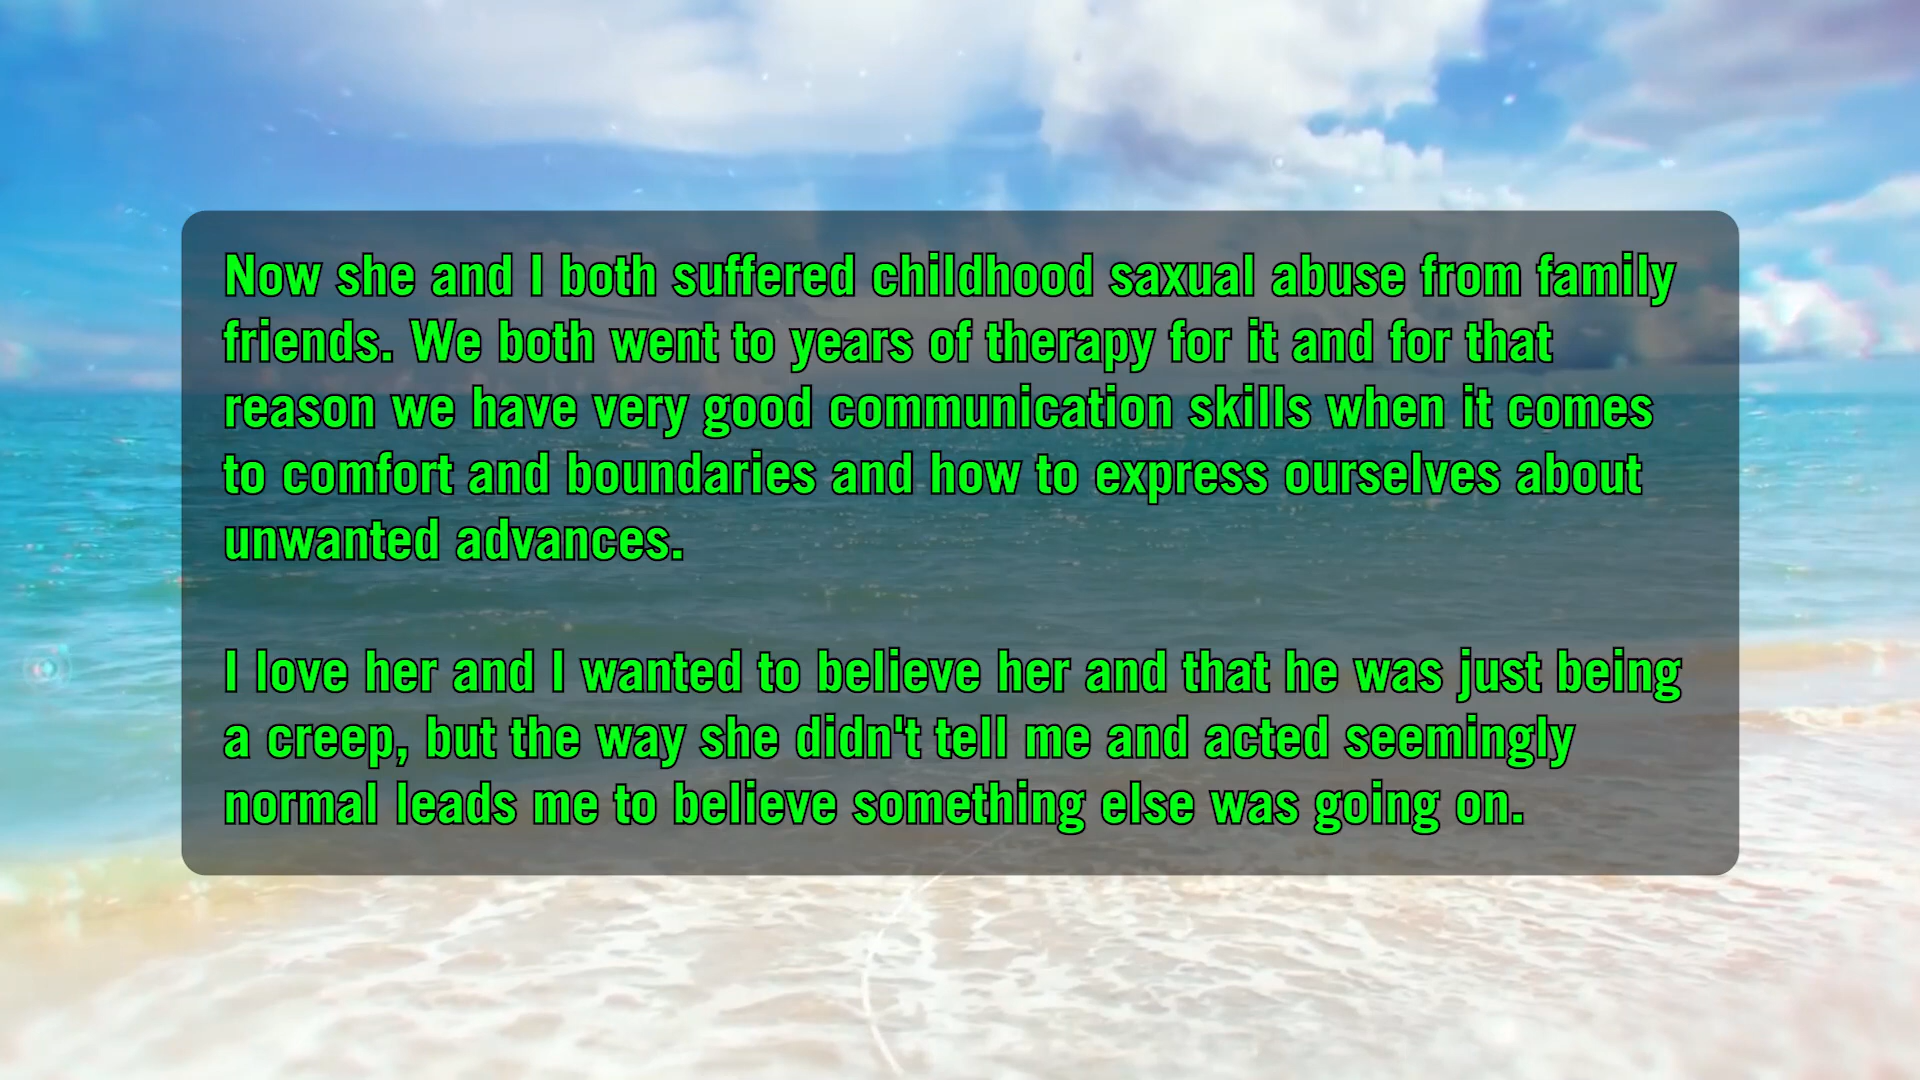 Now she and I both suffered childhood saxual abuse from family
friends. We both went to years of therapy for it and for that
reason we have very good communication skills when it comes
to comfort and boundaries and how to express ourselves about
unwanted advances.
I love her and I wanted to believe her and that he was just being
a creep, but the way she didn't tell me and acted seemingly
normal leads me to believe something else was going on.